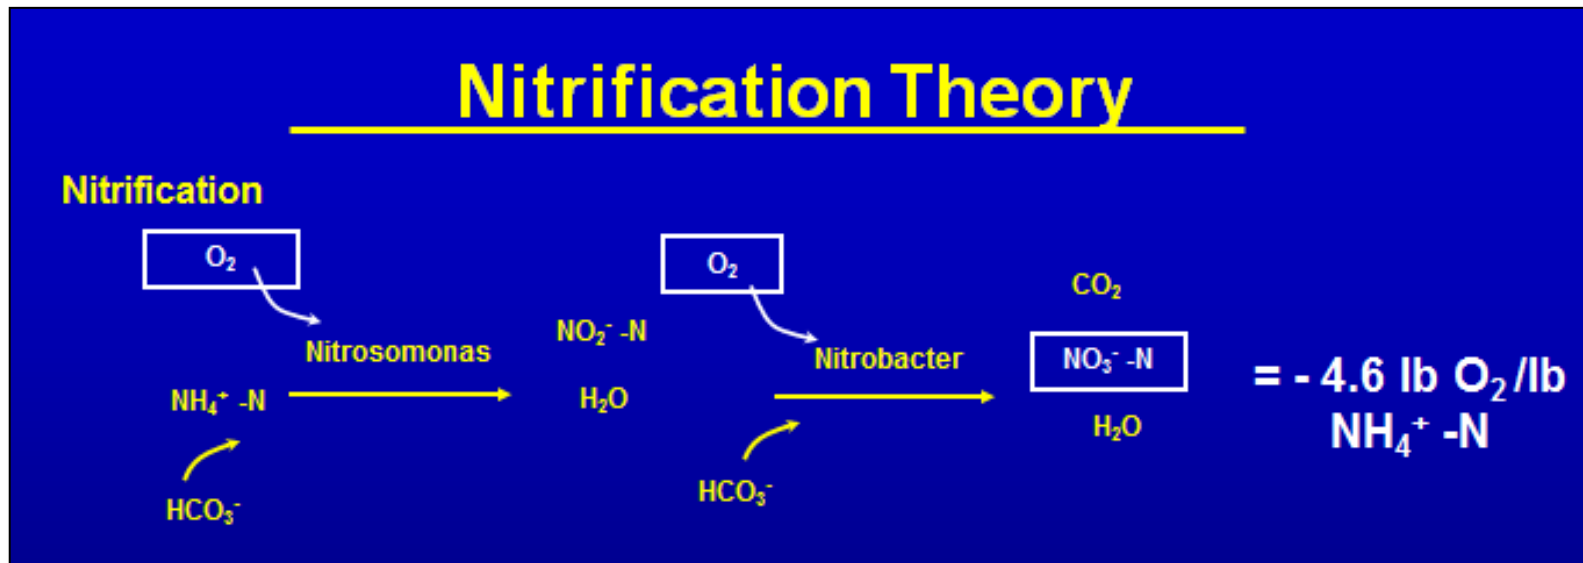 Nitrification Theory
Nitrification
O₂
O₂
CO₂
NO₂⁻ -N
Nitrosomonas
Nitrobacter
NO₃⁻ -N
= - 4.6 lb O₂/lb
NH₄⁺ -N
NH₄⁺ -N
H₂O
H₂O
HCO₃⁻
HCO₃⁻